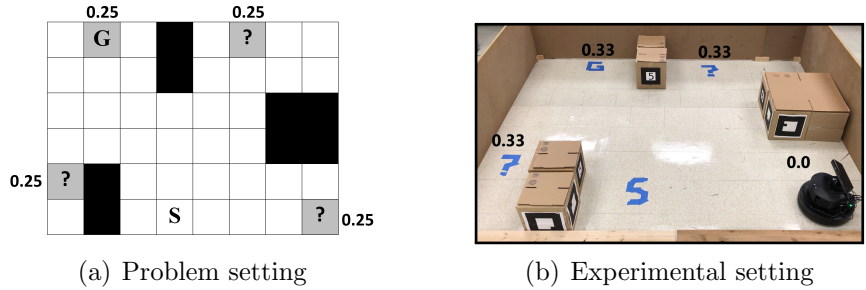 0.25 0.25
G ?
0.25 ?
S ? 0.25
(a) Problem setting
0.33 0.33
G ?
5
0.33
?
0.0
S
(b) Experimental setting